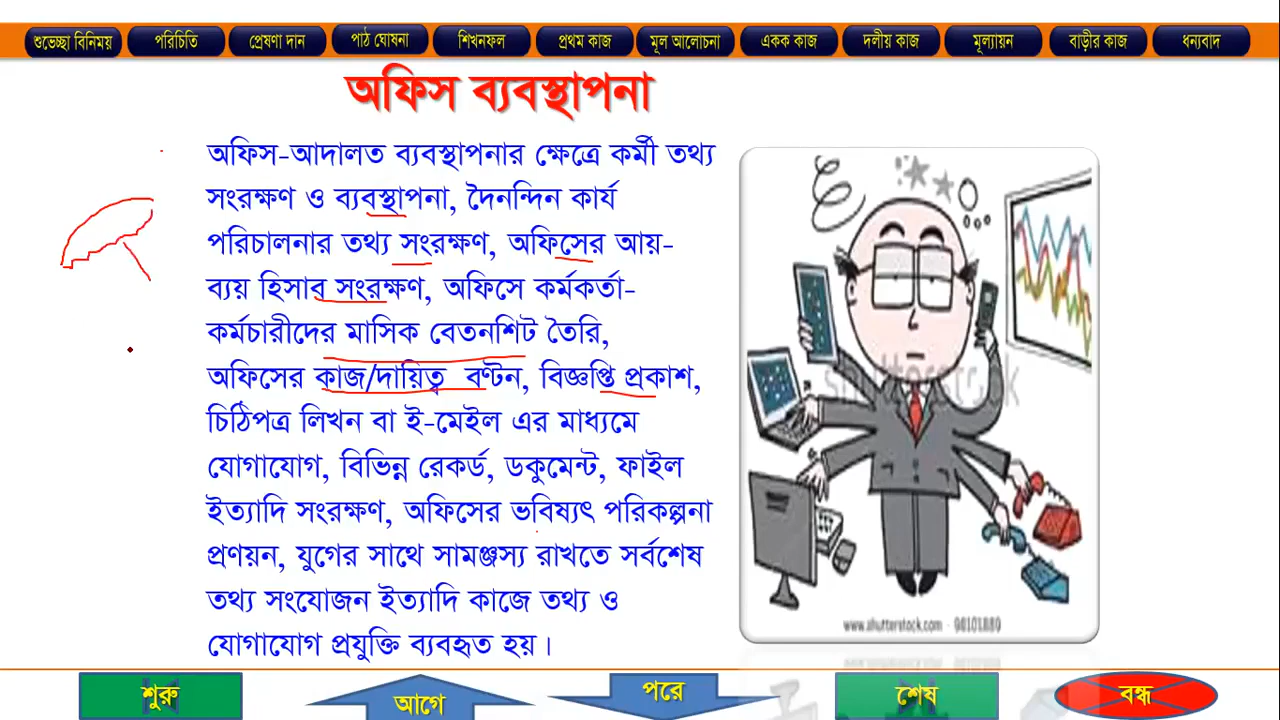 শুভেচ্ছা বিনিময় পরিচিতি প্রেষণা দান পাঠ ঘোষনা শিখনফল প্রথম কাজ মূল আলোচনা একক কাজ দলীয় কাজ মূল্যায়ন বাড়ীর কাজ ধন্যবাদ
অফিস ব্যবস্থাপনা
অফিস-আদালত ব্যবস্থাপনার ক্ষেত্রে কর্মী তথ্য
সংরক্ষণ ও ব্যবস্থাপনা, দৈনন্দিন কার্য
পরিচালনার তথ্য সংরক্ষণ, অফিসের আয়-
ব্যয় হিসাব সংরক্ষণ, অফিসে কর্মকর্তা-
কর্মচারীদের মাসিক বেতনশিট তৈরি,
অফিসের কাজ/দায়িত্ব বণ্টন, বিজ্ঞপ্তি প্রকাশ,
চিঠিপত্র লিখন বা ই-মেইল এর মাধ্যমে
যোগাযোগ, বিভিন্ন রেকর্ড, ডকুমেন্ট, ফাইল
ইত্যাদি সংরক্ষণ, অফিসের ভবিষ্যৎ পরিকল্পনা
প্রণয়ন, যুগের সাথে সামঞ্জস্য রাখতে সর্বশেষ
তথ্য সংযোজন ইত্যাদি কাজে তথ্য ও
যোগাযোগ প্রযুক্তি ব্যবহৃত হয়।
shutterstock
www.shutterstock.com · 98101889
শুরু আগে পরে শেষ বন্ধ